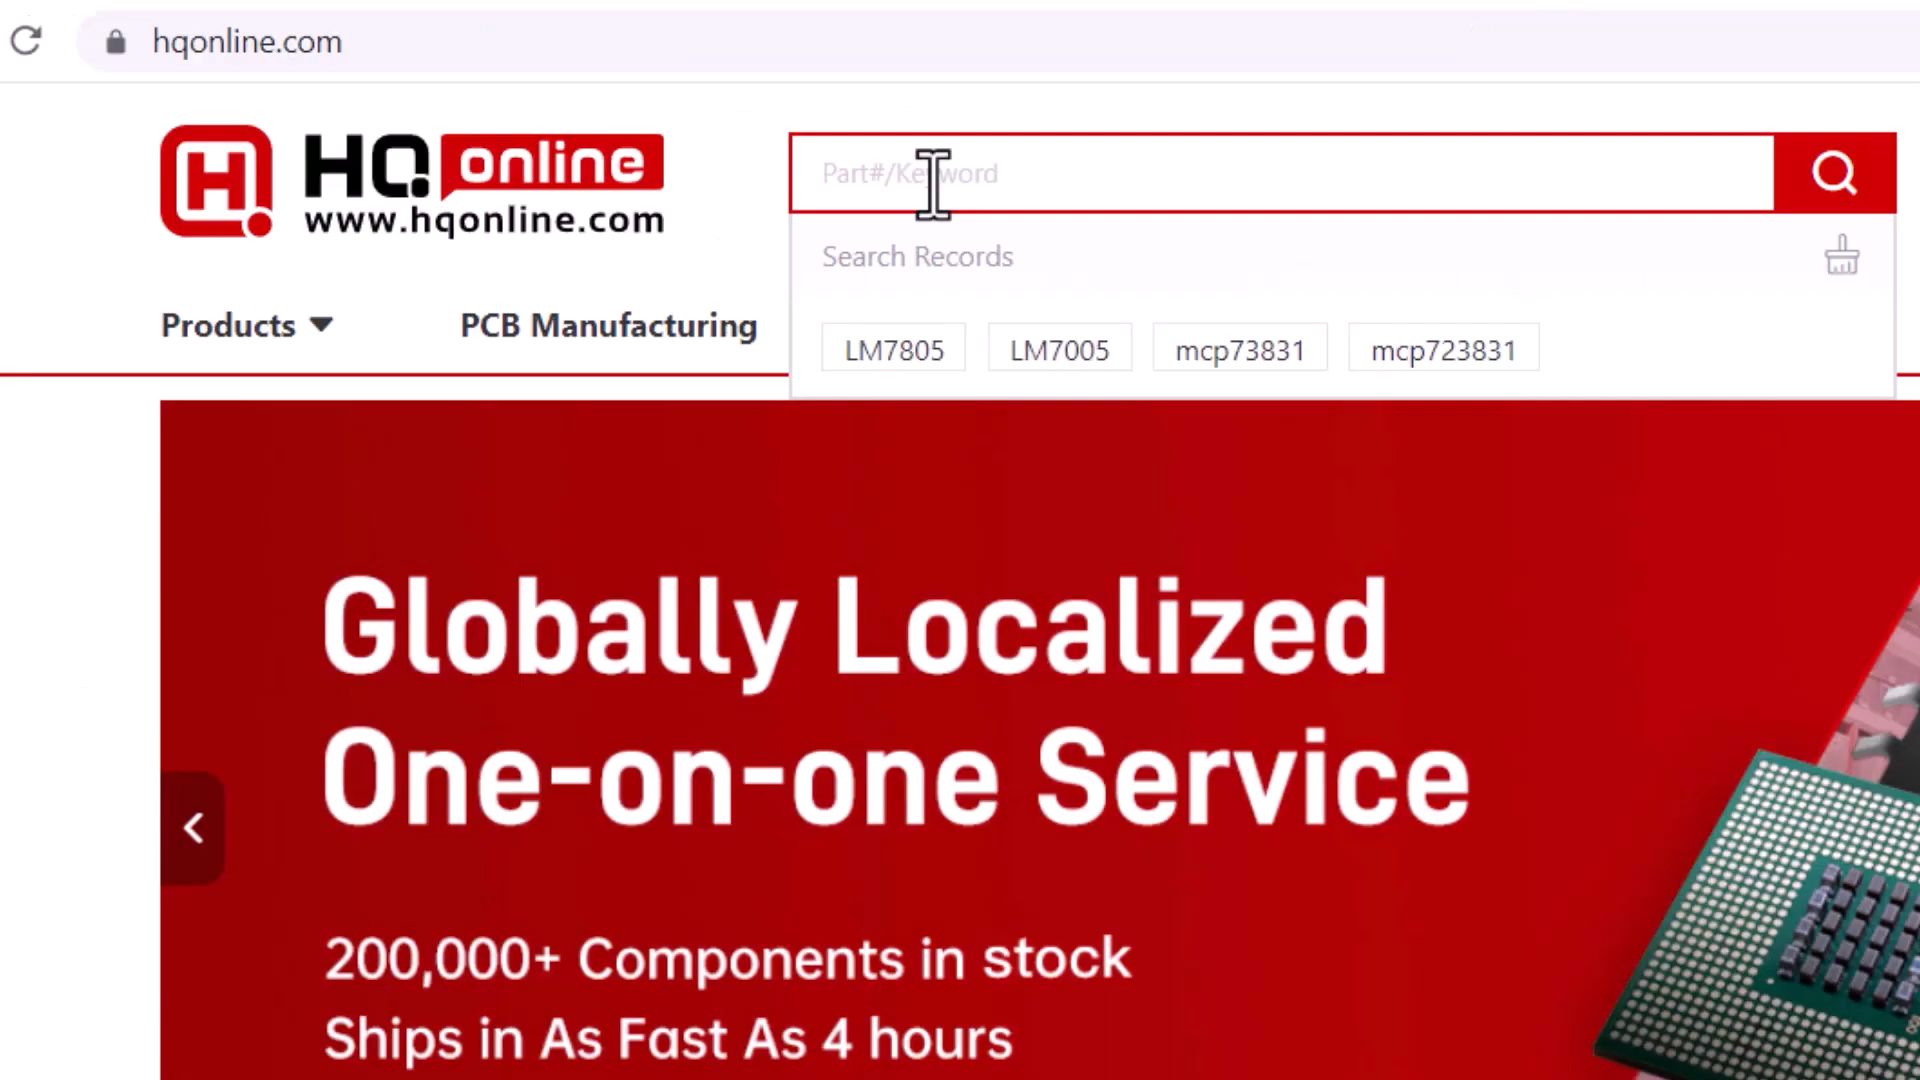 hqonline.com
H HQ online
www.hqonline.com
Part#/Keyword
Search Records
Products PCB Manufacturing
LM7805 LM7005 mcp73831 mcp723831
Globally Localized
One-on-one Service
200,000+ Components in stock
Ships in As Fast As 4 hours